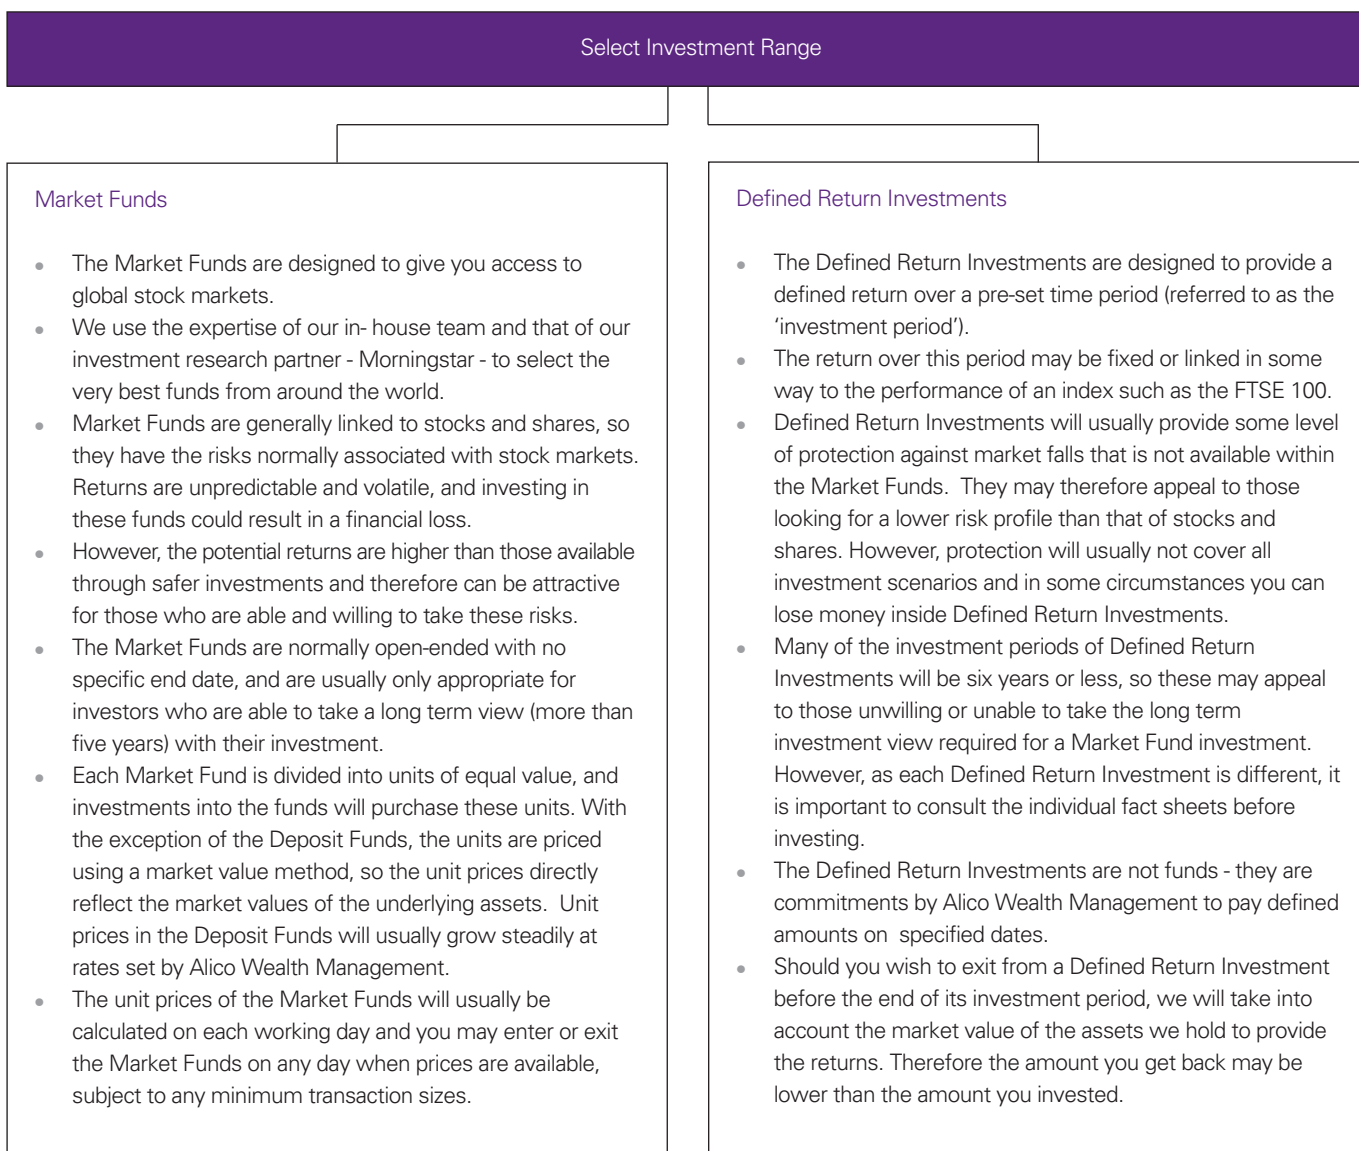 Select Investment Range
Market Funds
● The Market Funds are designed to give you access to
global stock markets.
● We use the expertise of our in- house team and that of our
investment research partner - Morningstar - to select the
very best funds from around the world.
● Market Funds are generally linked to stocks and shares, so
they have the risks normally associated with stock markets.
Returns are unpredictable and volatile, and investing in
these funds could result in a financial loss.
● However, the potential returns are higher than those available
through safer investments and therefore can be attractive
for those who are able and willing to take these risks.
● The Market Funds are normally open-ended with no
specific end date, and are usually only appropriate for
investors who are able to take a long term view (more than
five years) with their investment.
● Each Market Fund is divided into units of equal value, and
investments into the funds will purchase these units. With
the exception of the Deposit Funds, the units are priced
using a market value method, so the unit prices directly
reflect the market values of the underlying assets.  Unit
prices in the Deposit Funds will usually grow steadily at
rates set by Alico Wealth Management.
● The unit prices of the Market Funds will usually be
calculated on each working day and you may enter or exit
the Market Funds on any day when prices are available,
subject to any minimum transaction sizes.
Defined Return Investments
● The Defined Return Investments are designed to provide a
defined return over a pre-set time period (referred to as the
‘investment period’).
● The return over this period may be fixed or linked in some
way to the performance of an index such as the FTSE 100.
● Defined Return Investments will usually provide some level
of protection against market falls that is not available within
the Market Funds.  They may therefore appeal to those
looking for a lower risk profile than that of stocks and
shares. However, protection will usually not cover all
investment scenarios and in some circumstances you can
lose money inside Defined Return Investments.
● Many of the investment periods of Defined Return
Investments will be six years or less, so these may appeal
to those unwilling or unable to take the long term
investment view required for a Market Fund investment.
However, as each Defined Return Investment is different, it
is important to consult the individual fact sheets before
investing.
● The Defined Return Investments are not funds - they are
commitments by Alico Wealth Management to pay defined
amounts on  specified dates.
● Should you wish to exit from a Defined Return Investment
before the end of its investment period, we will take into
account the market value of the assets we hold to provide
the returns. Therefore the amount you get back may be
lower than the amount you invested.